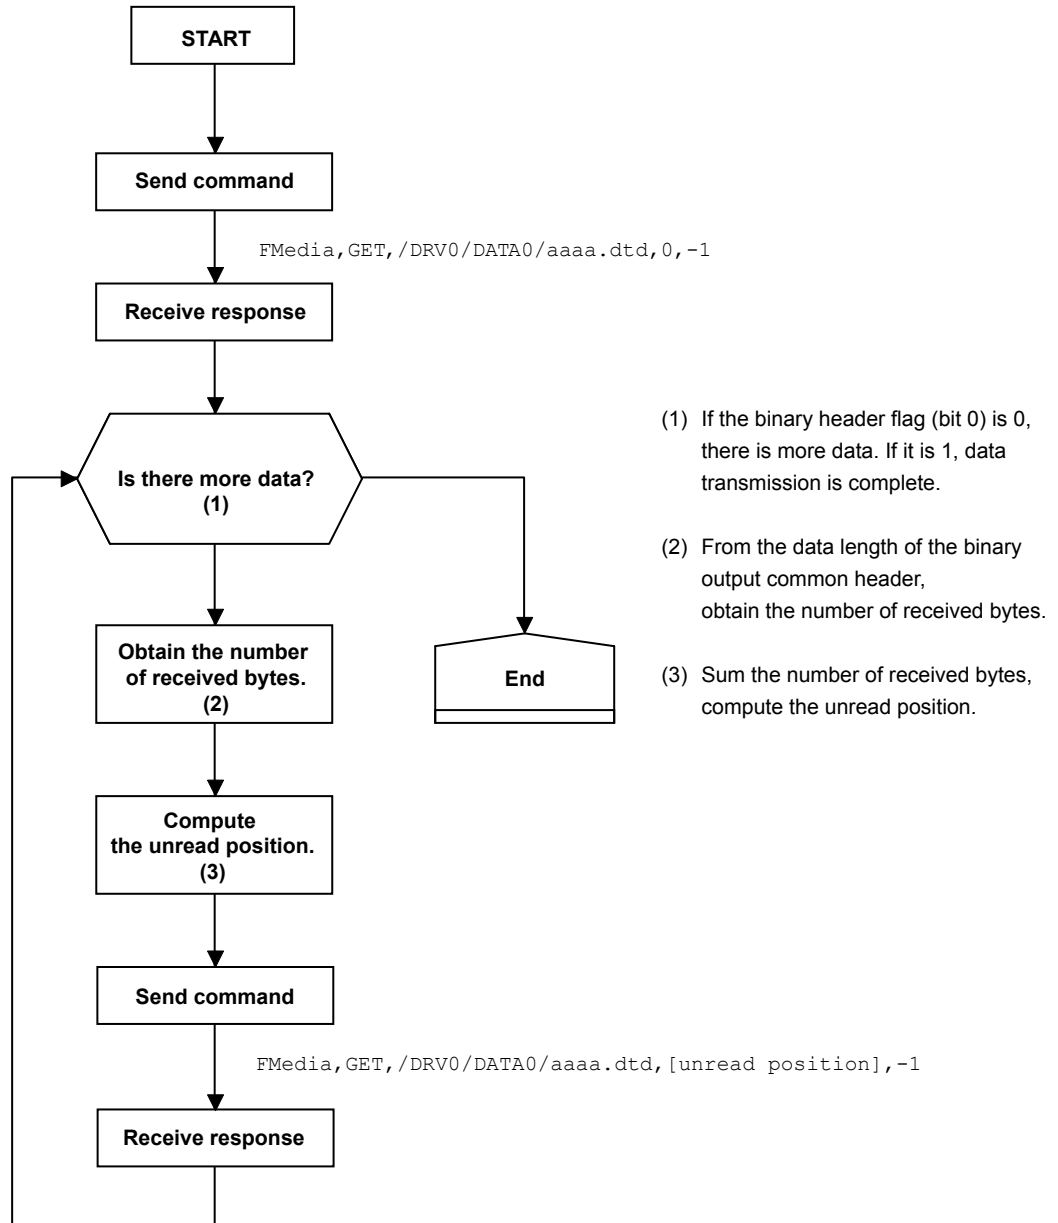 START
Send command
FMedia,GET,/DRV0/DATA0/aaaa.dtd,0,-1
Receive response
Is there more data?
(1)
Obtain the number
of received bytes.
(2)
End
Compute
the unread position.
(3)
Send command
FMedia,GET,/DRV0/DATA0/aaaa.dtd,[unread position],-1
Receive response
(1) If the binary header flag (bit 0) is 0,
there is more data. If it is 1, data
transmission is complete.
(2) From the data length of the binary
output common header,
obtain the number of received bytes.
(3) Sum the number of received bytes,
compute the unread position.